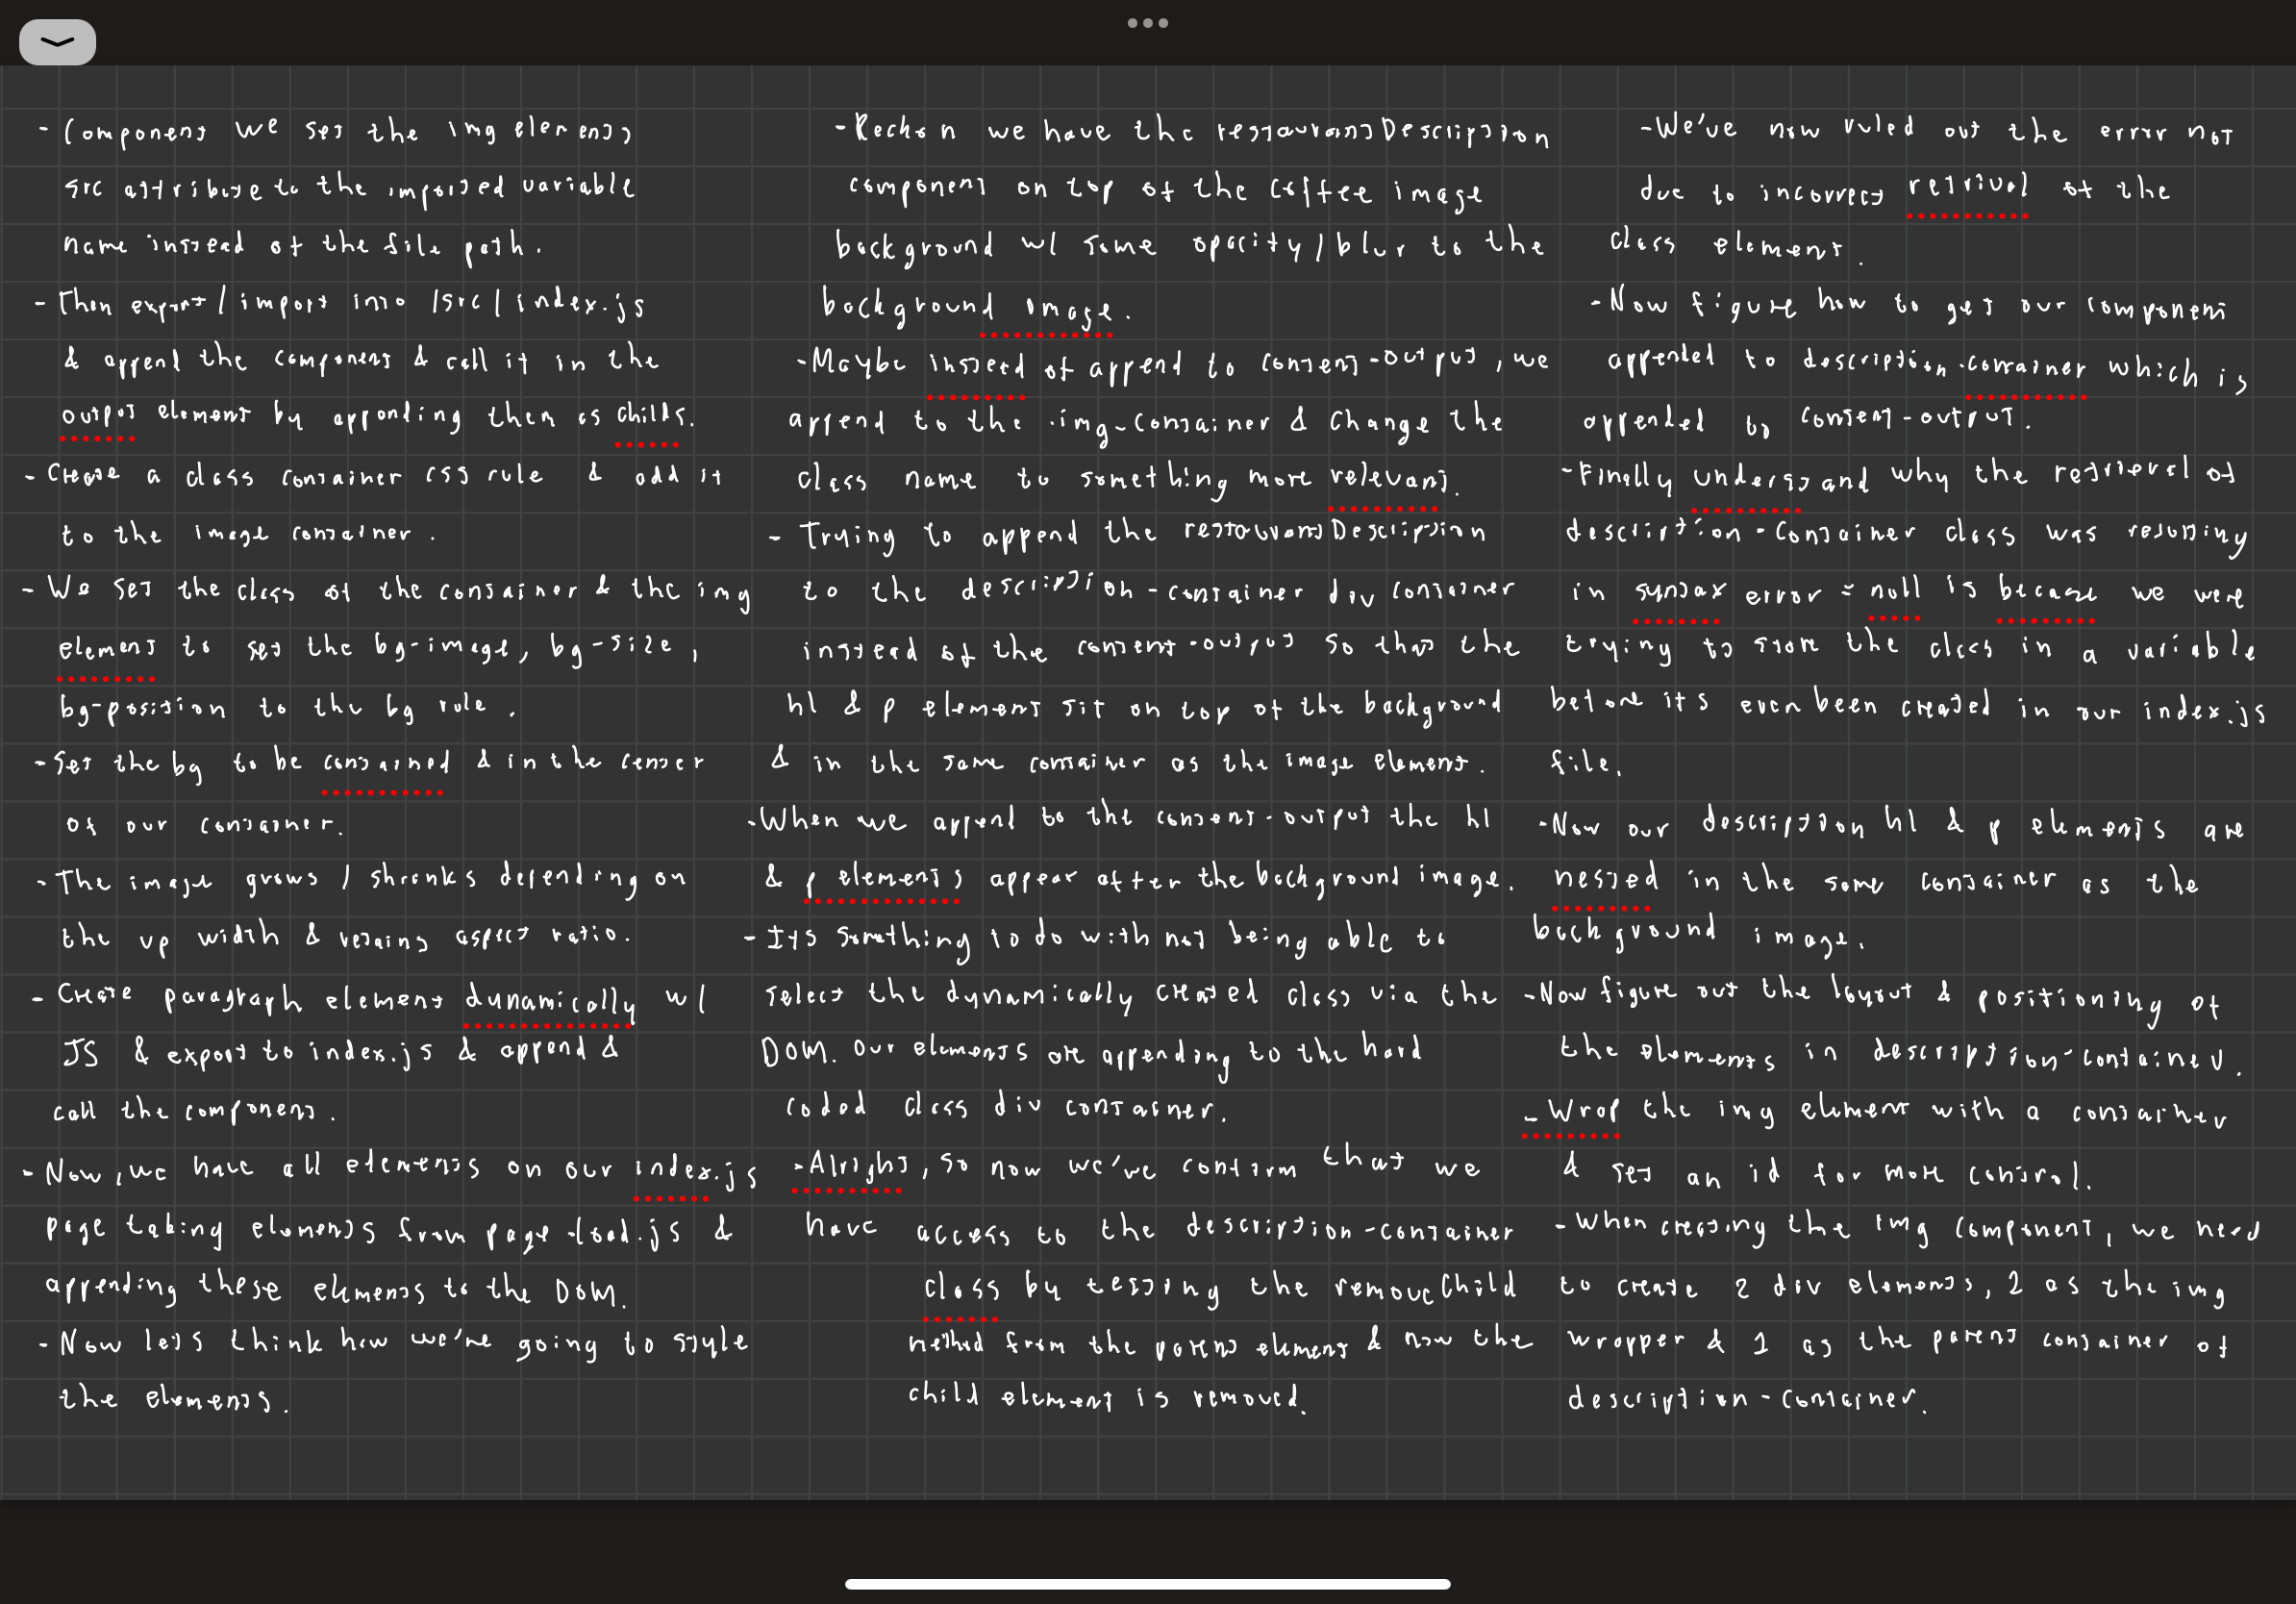 - Component we set the img elements
src attribute to the imported variable
name instead of the file path.
- Then export/import into /src/index.js
& append the component & call it in the
output element by appending them as childs.
- Create a class container css rule & add it
to the image container.
- We set the class of the container & the img
element to set the bg-image, bg-size,
bg-position to the bg rule.
- Set the bg to be contained & in the center
of our container.
- The image grows / shrinks depending on
the vp width & retains aspect ratio.
- Create paragraph element dynamically w/
JS & export to index.js & append &
call the component.
- Now, we have all elements on our index.js
page taking elements from page-load.js &
appending these elements to the DOM.
- Now lets think how we're going to style
the elements.
- Reckon we have the restaurantDescription
component on top of the coffee image
background w/ some opacity/blur to the
background image.
- Maybe instead of append to content-output, we
append to the .img-container & change the
class name to something more relevant.
- Trying to append the restaurantDescription
to the description-container div container
instead of the content-output so that the
h1 & p element sit on top of the background
& in the same container as the image element.
- When we append to the content-output the h1
& p elements appear after the background image.
- Its something to do with not being able to
select the dynamically created class via the
DOM. Our elements are appending to the hard
coded class div container.
- Alright, so now we've confirm that we
have access to the description-container
class by testing the removeChild
method from the parent element & now the
child element is removed.
- We've now ruled out the error not
due to incorrect retrival of the
class element.
- Now figure how to get our component
appended to description-container which is
appended to content-output.
- Finally understand why the retrieval of
description-container class was resulting
in syntax error = null is because we were
trying to store the class in a variable
before its even been created in our index.js
file.
- Now our description h1 & p elements are
nested in the same container as the
background image.
- Now figure out the layout & positioning of
the elements in description-container.
- Wrap the img element with a container
& set an id for more control.
- When creating the img component, we need
to create 2 div elements, 2 as the img
wrapper & 1 as the parent container of
description-container.